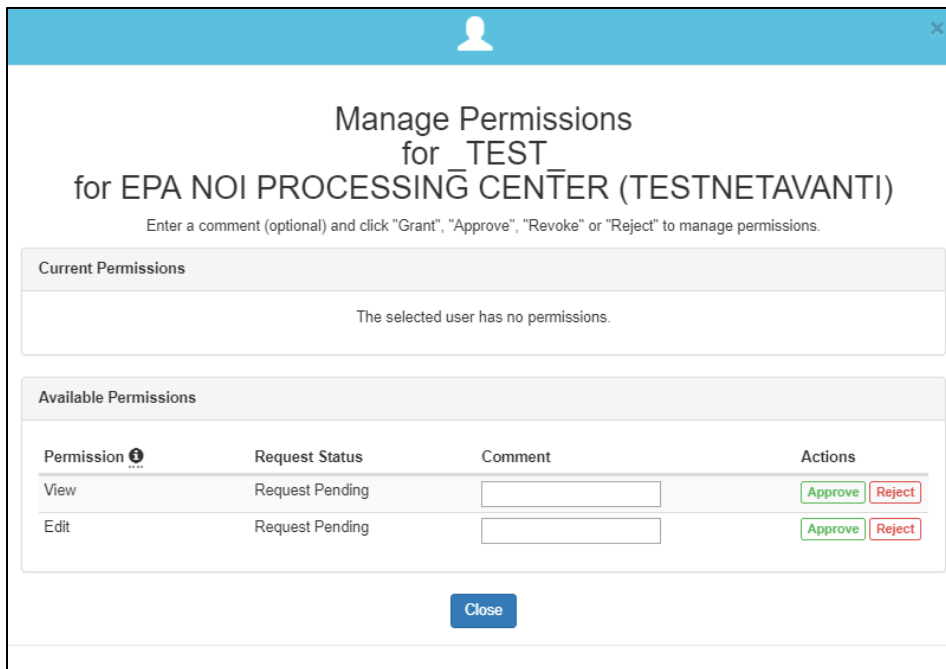 ×
Manage Permissions
for _TEST_
for EPA NOI PROCESSING CENTER (TESTNETAVANTI)
Enter a comment (optional) and click "Grant", "Approve", "Revoke" or "Reject" to manage permissions.
Current Permissions
The selected user has no permissions.
Available Permissions
Permission Request Status Comment Actions
View Request Pending Approve Reject
Edit Request Pending Approve Reject
Close